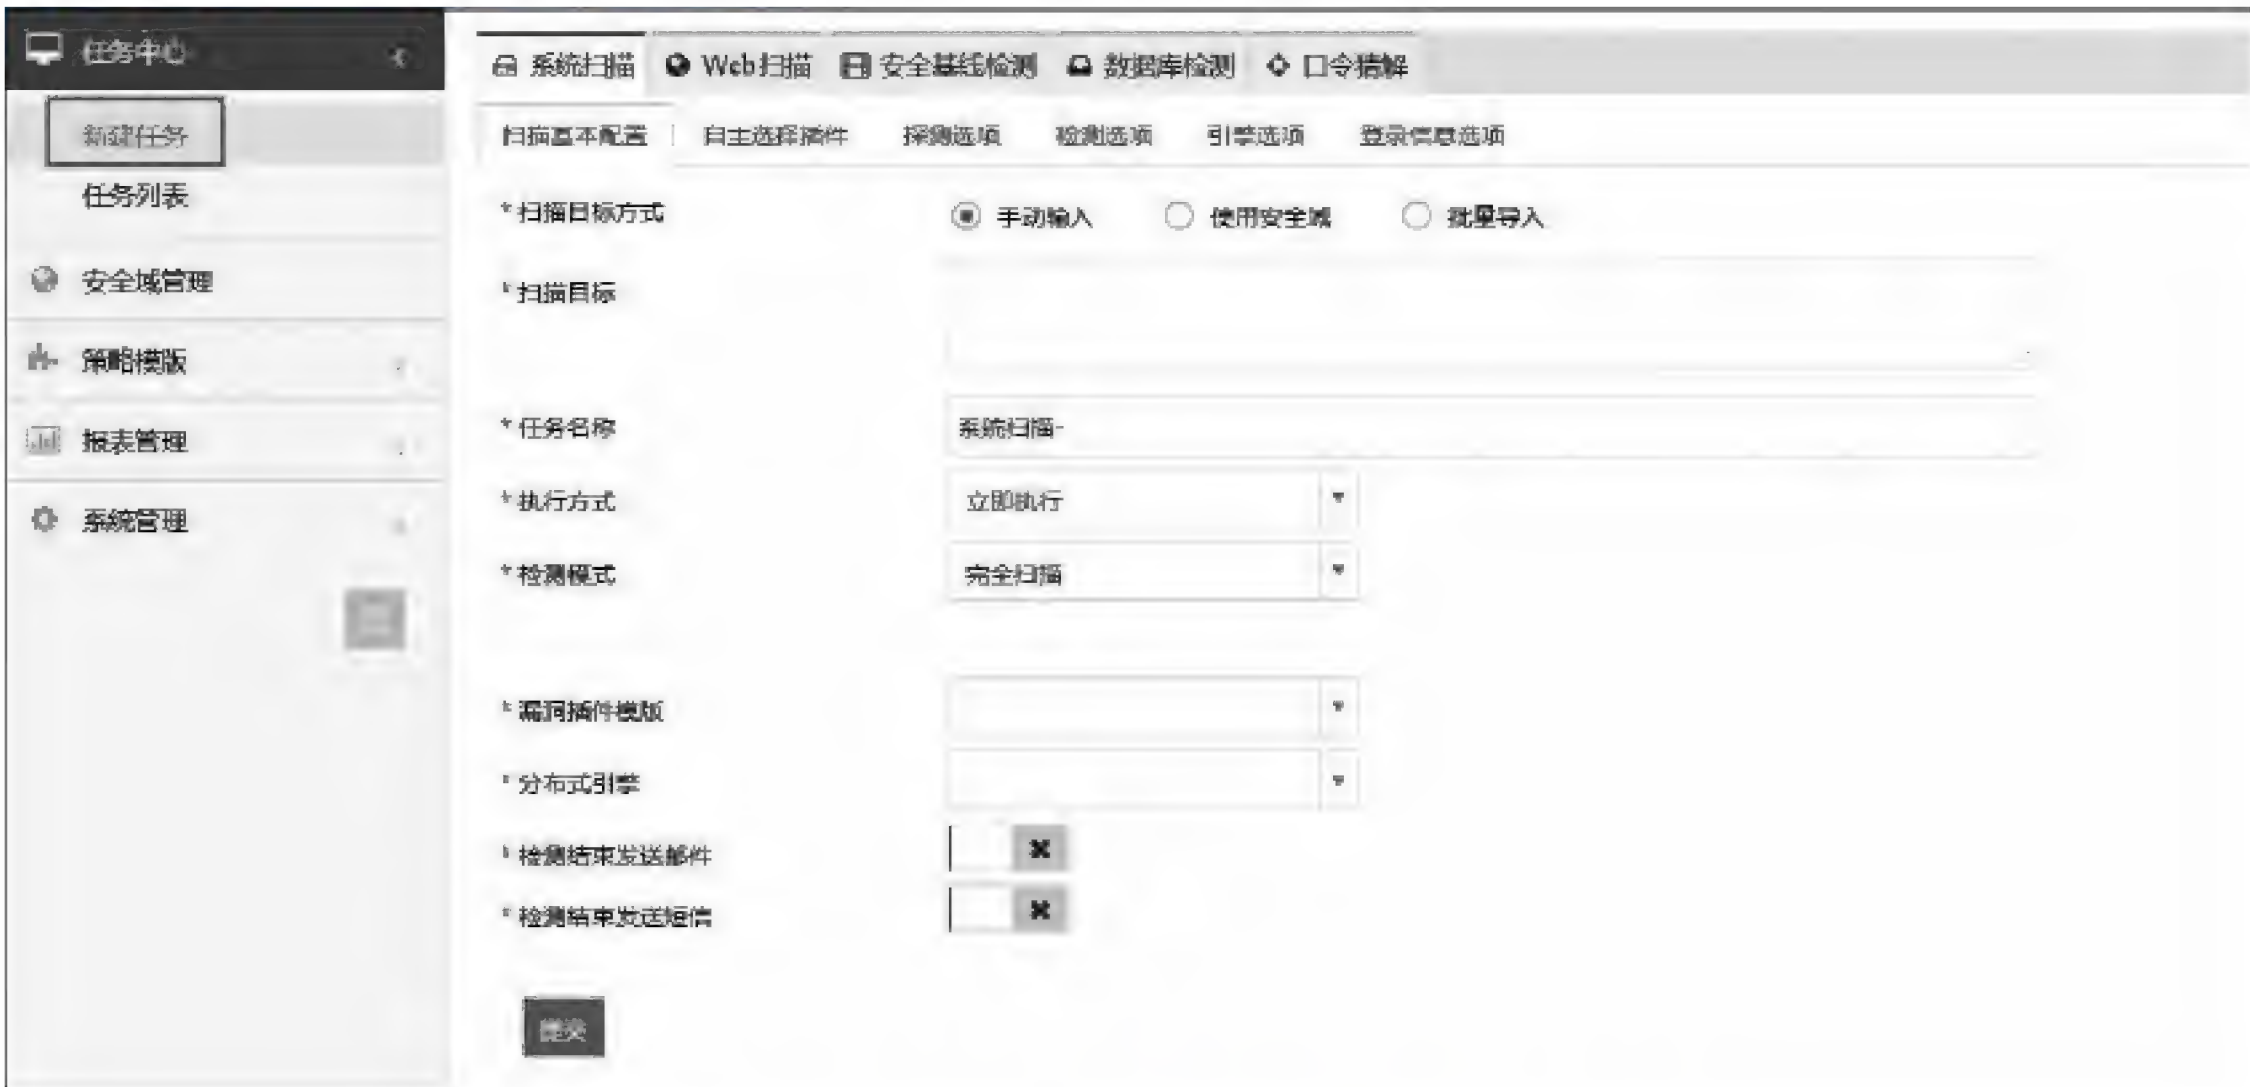 任务中心
新建任务
任务列表
安全域管理
策略模版
报表管理
系统管理
系统扫描 Web扫描 安全基线检测 数据库检测 口令猜解
扫描基本配置 自主选择插件 探测选项 检测选项 引擎选项 登录信息选项
*扫描目标方式 手动输入 使用安全域 批量导入
*扫描目标
*任务名称 系统扫描-
*执行方式 立即执行
*检测模式 完全扫描
*漏洞插件模版
*分布式引擎
*检测结束发送邮件
*检测结束发送短信
提交